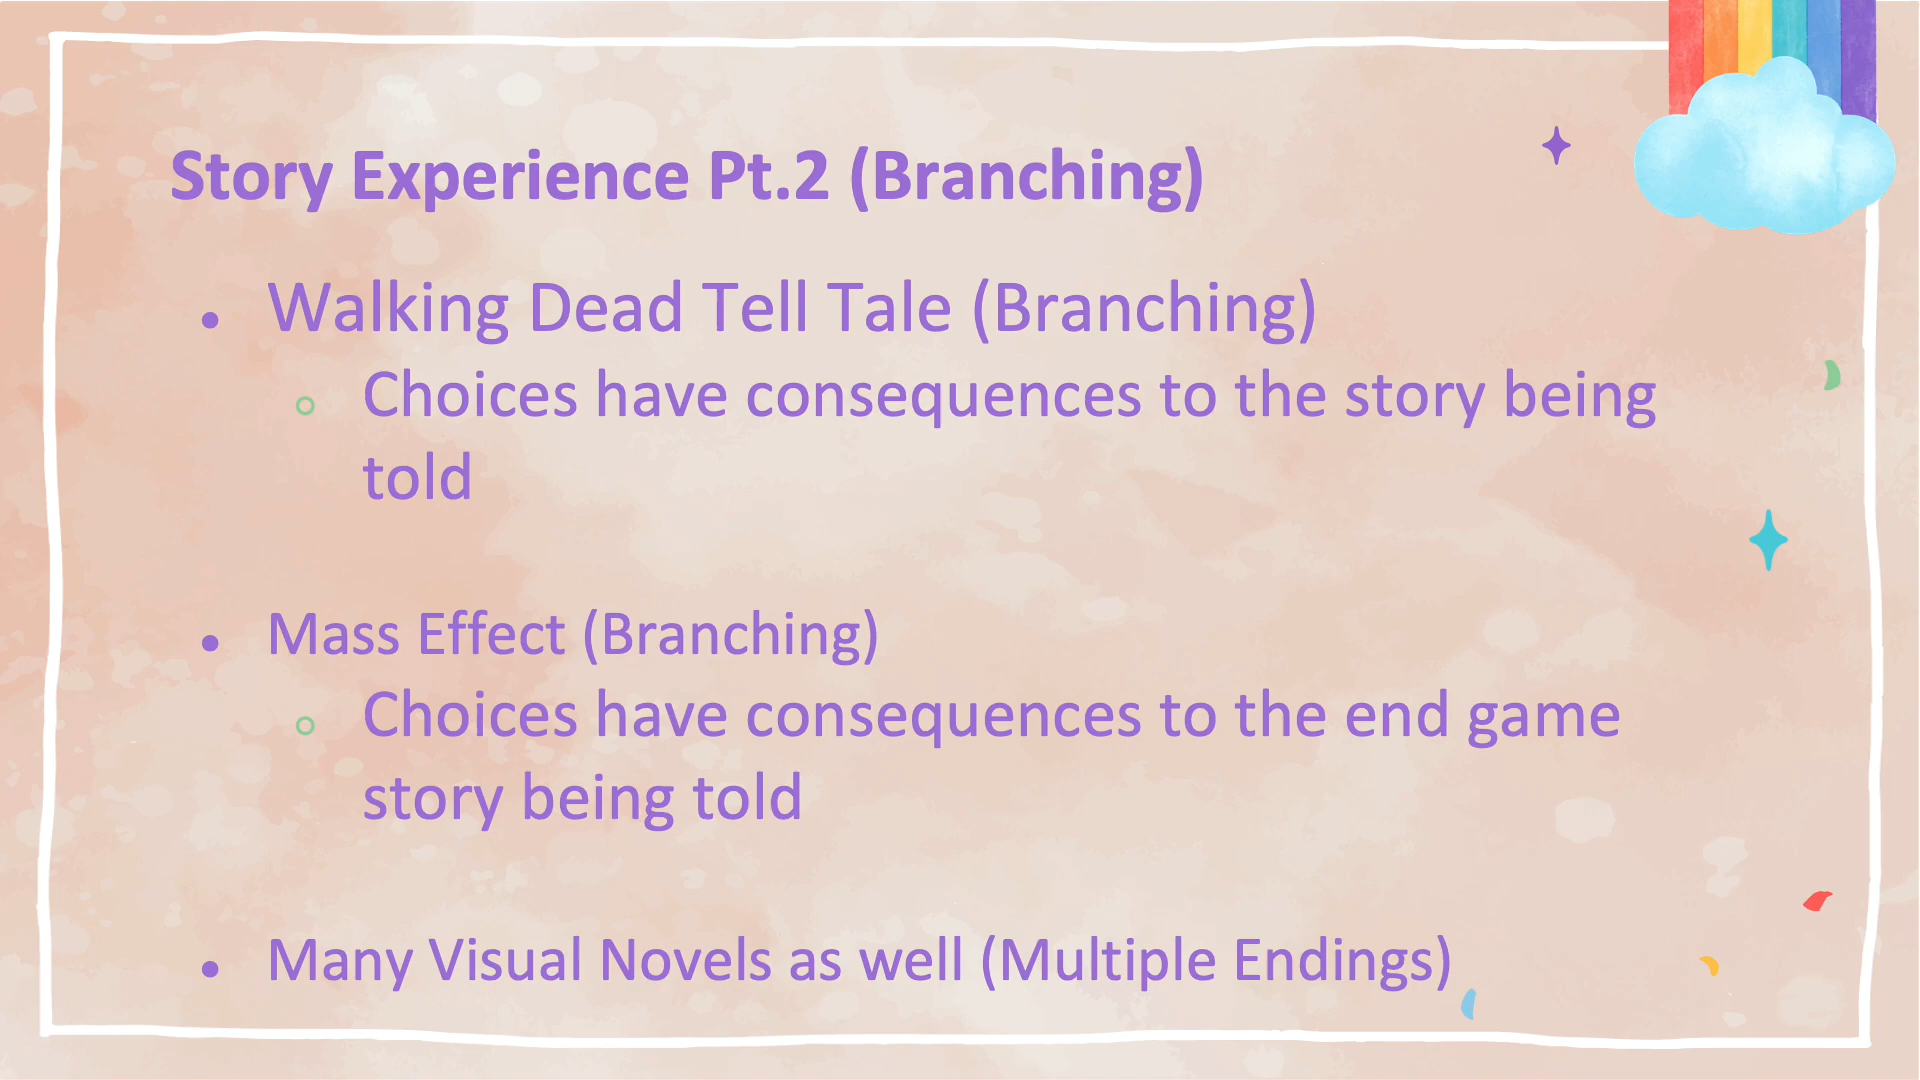 Story Experience Pt.2 (Branching)
● Walking Dead Tell Tale (Branching)
○ Choices have consequences to the story being
told
● Mass Effect (Branching)
○ Choices have consequences to the end game
story being told
● Many Visual Novels as well (Multiple Endings)